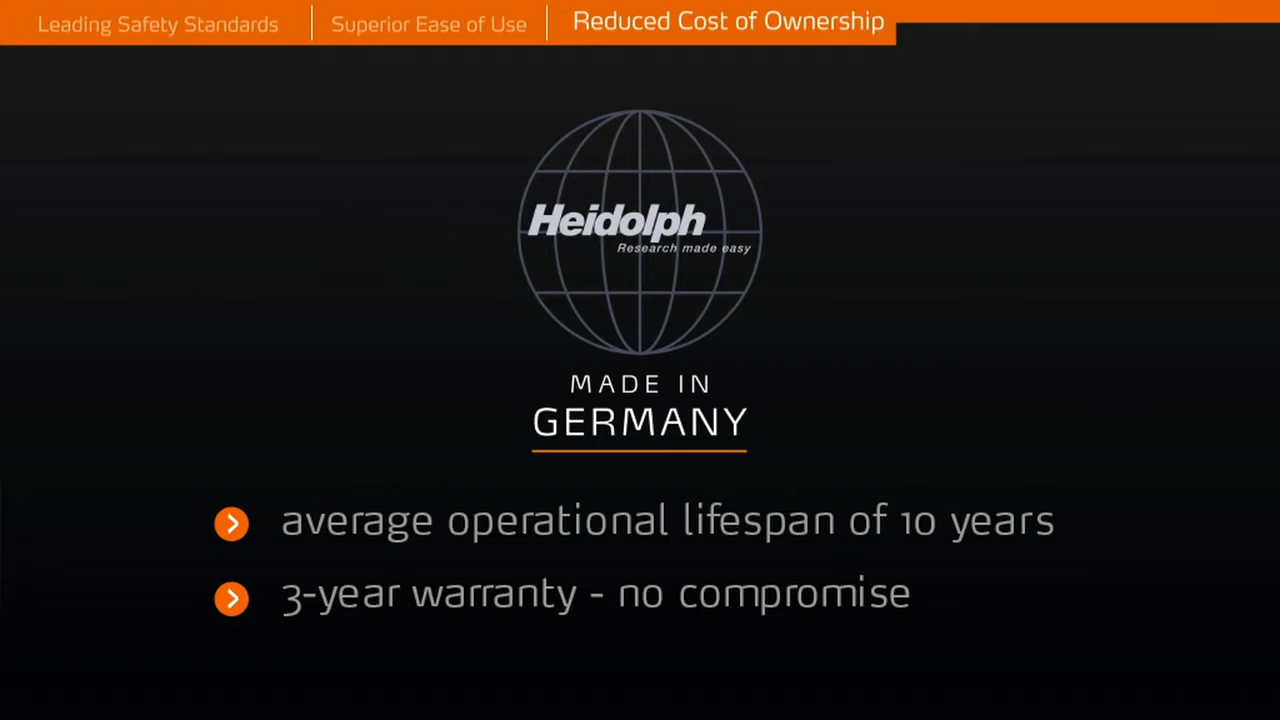 Leading Safety Standards
Superior Ease of Use
Reduced Cost of Ownership
Heidolph
Research made easy
MADE IN
GERMANY
average operational lifespan of 10 years
3-year warranty - no compromise